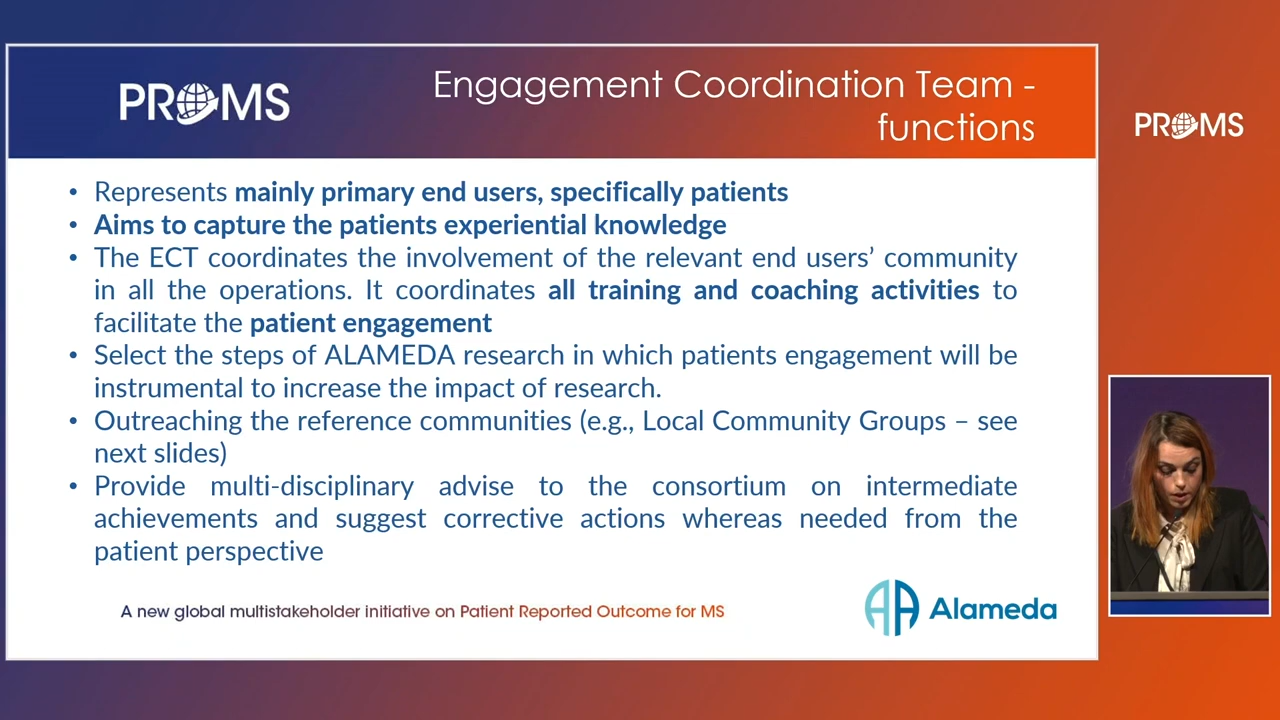 PROMS
Engagement Coordination Team -
functions
PROMS
• Represents mainly primary end users, specifically patients
• Aims to capture the patients experiential knowledge
• The ECT coordinates the involvement of the relevant end users’ community
in all the operations. It coordinates all training and coaching activities to
facilitate the patient engagement
• Select the steps of ALAMEDA research in which patients engagement will be
instrumental to increase the impact of research.
• Outreaching the reference communities (e.g., Local Community Groups – see
next slides)
• Provide multi-disciplinary advise to the consortium on intermediate
achievements and suggest corrective actions whereas needed from the
patient perspective
A new global multistakeholder initiative on Patient Reported Outcome for MS
Alameda